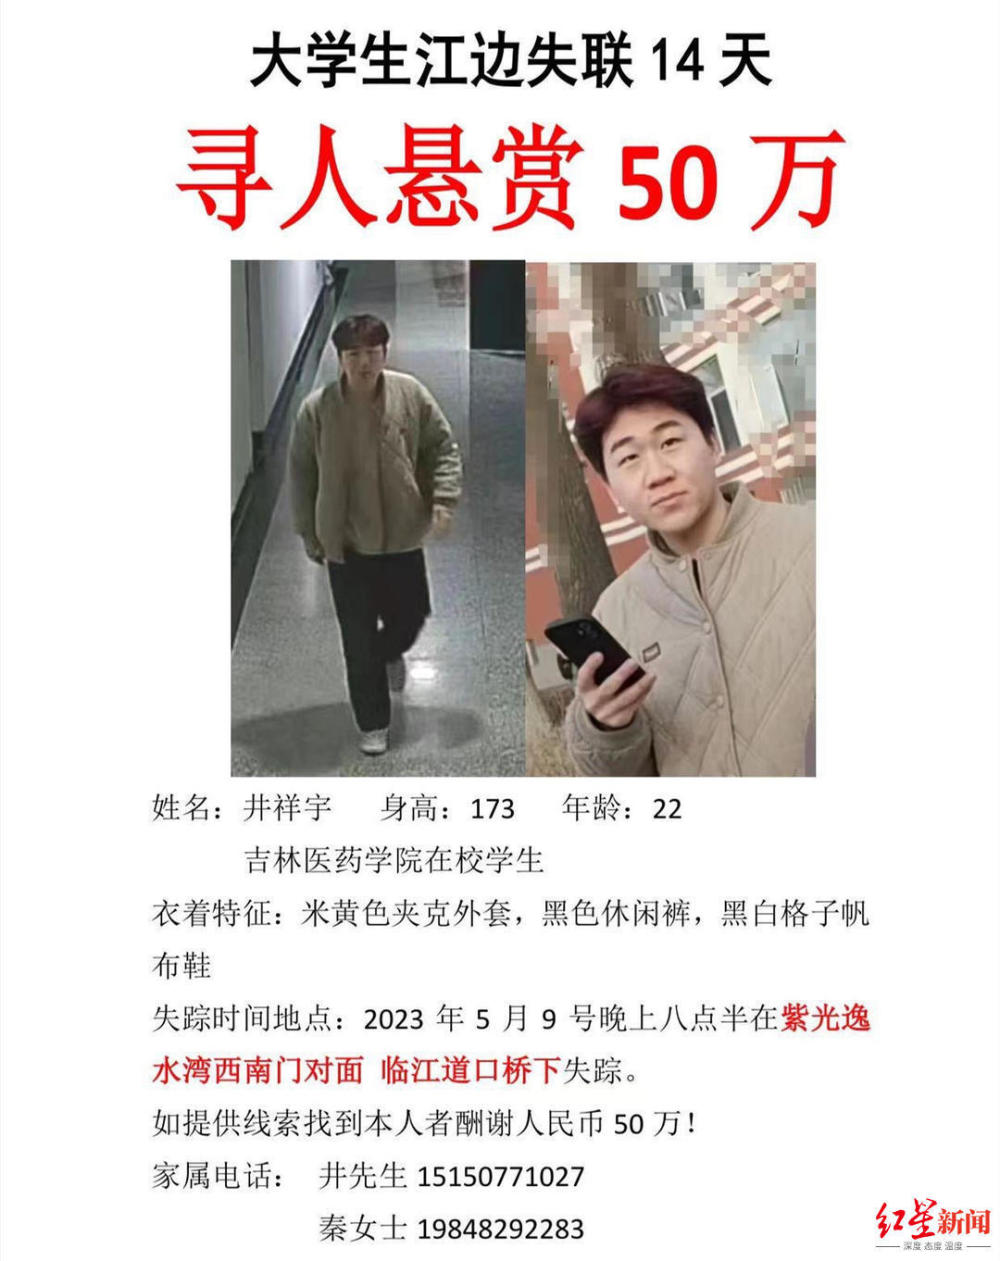 大学生江边失联 14 天
寻人悬赏 50 万
姓名：井祥宇 身高：173 年龄：22
吉林医药学院在校学生
衣着特征：米黄色夹克外套，黑色休闲裤，黑白格子帆
布鞋
失踪时间地点：2023 年 5 月 9 号晚上八点半在紫光逸
水湾西南门对面 临江道口桥下失踪。
如提供线索找到本人者酬谢人民币 50 万！
家属电话： 井先生 15150771027
秦女士 19848292283
红星新闻
深度 态度 温度